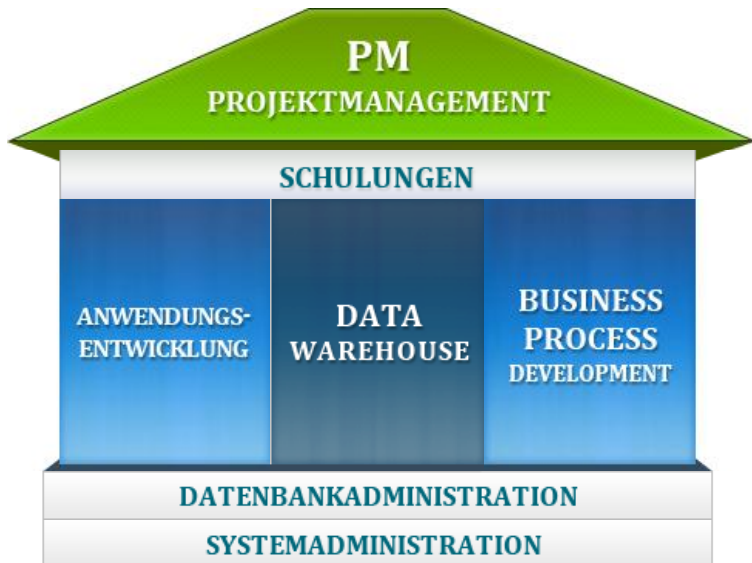 PM
PROJEKTMANAGEMENT
SCHULUNGEN
ANWENDUNGS-
ENTWICKLUNG
DATA
WAREHOUSE
BUSINESS
PROCESS
DEVELOPMENT
DATENBANKADMINISTRATION
SYSTEMADMINISTRATION